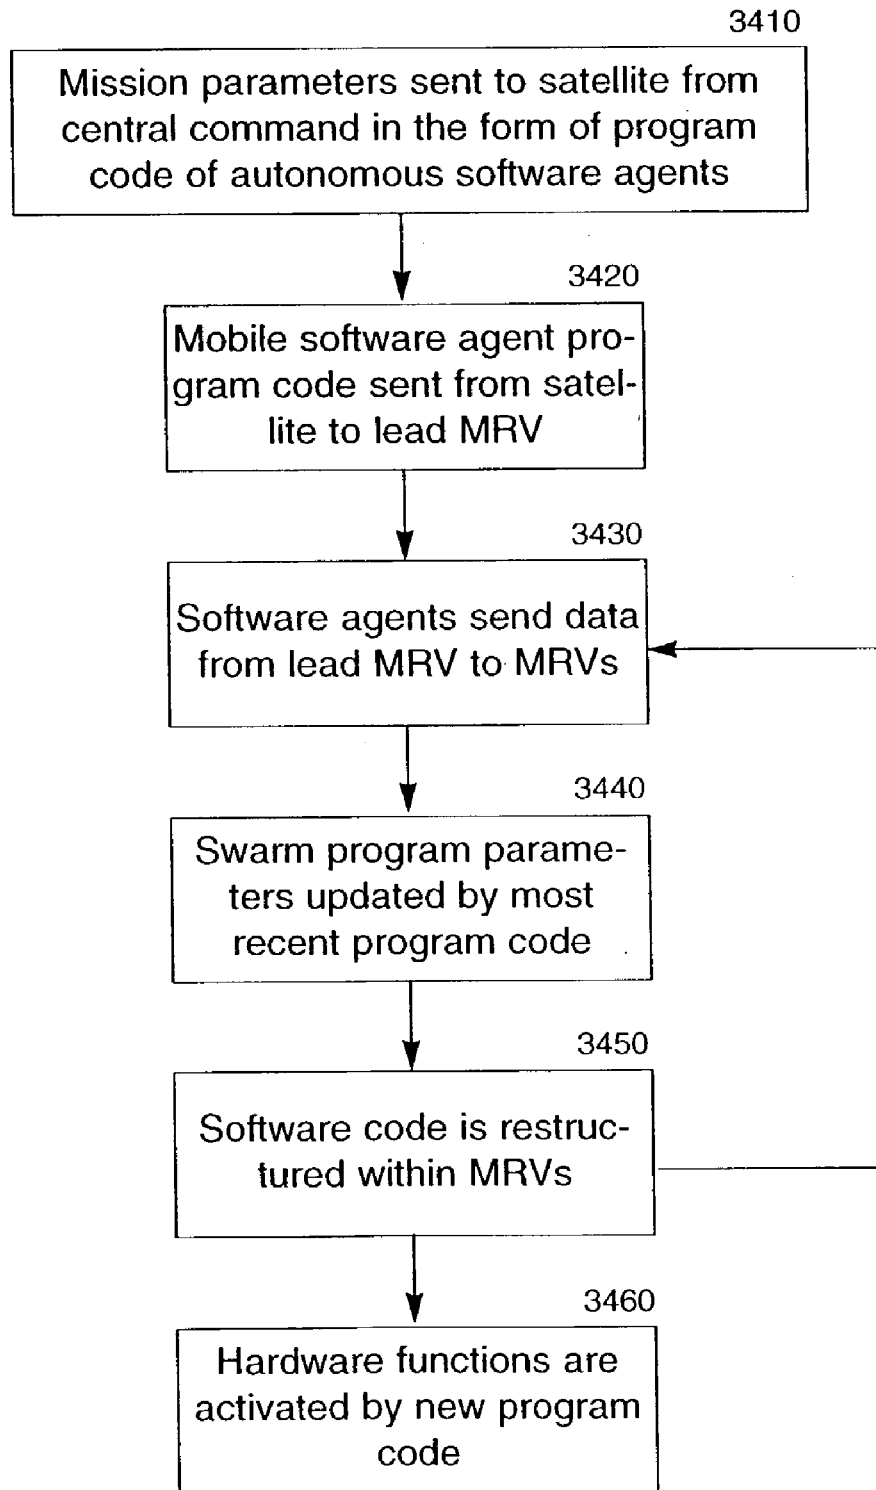 3410
Mission parameters sent to satellite from
central command in the form of program
code of autonomous software agents
3420
Mobile software agent pro-
gram code sent from satel-
lite to lead MRV
3430
Software agents send data
from lead MRV to MRVs
3440
Swarm program parame-
ters updated by most
recent program code
3450
Software code is restruc-
tured within MRVs
3460
Hardware functions are
activated by new program
code